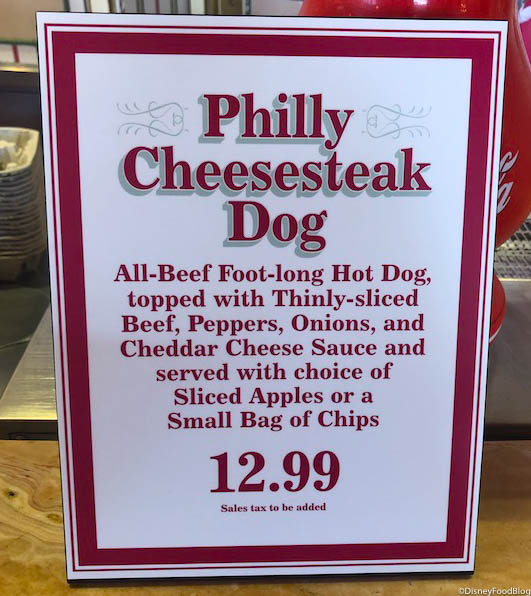 Philly
Cheesesteak
Dog
All-Beef Foot-long Hot Dog,
topped with Thinly-sliced
Beef, Peppers, Onions, and
Cheddar Cheese Sauce and
served with choice of
Sliced Apples or a
Small Bag of Chips
12.99
Sales tax to be added
©DisneyFoodBlog